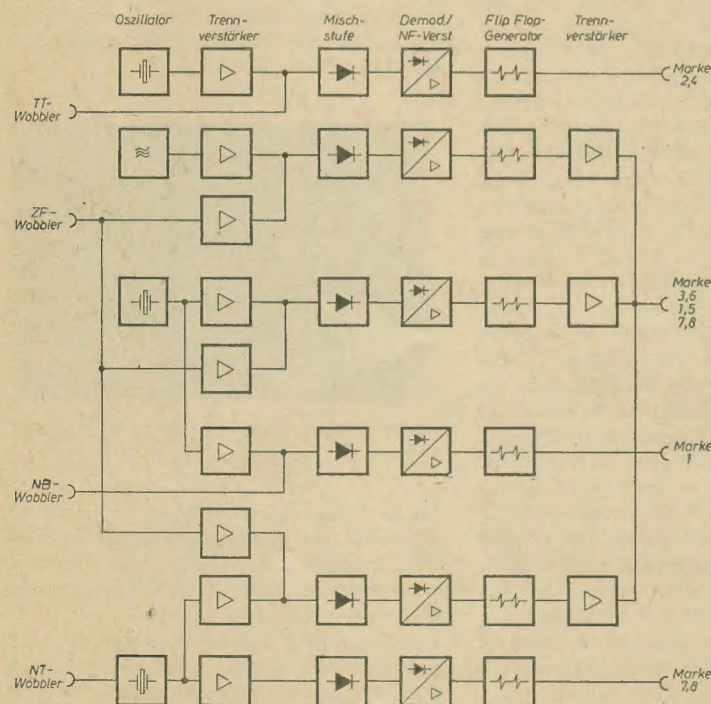 Oszillator
Trenn-
verstärker
Misch-
stufe
Demod./
NF-Verst
Flip Flop-
Generator
Trenn-
verstärker
Marke
2,4
TT-
Wobbler
ZF-
Wobbler
Marke
3,6
1,5
7,8
Marke
1
NB-
Wobbler
NT-
Wobbler
Marke
7,8